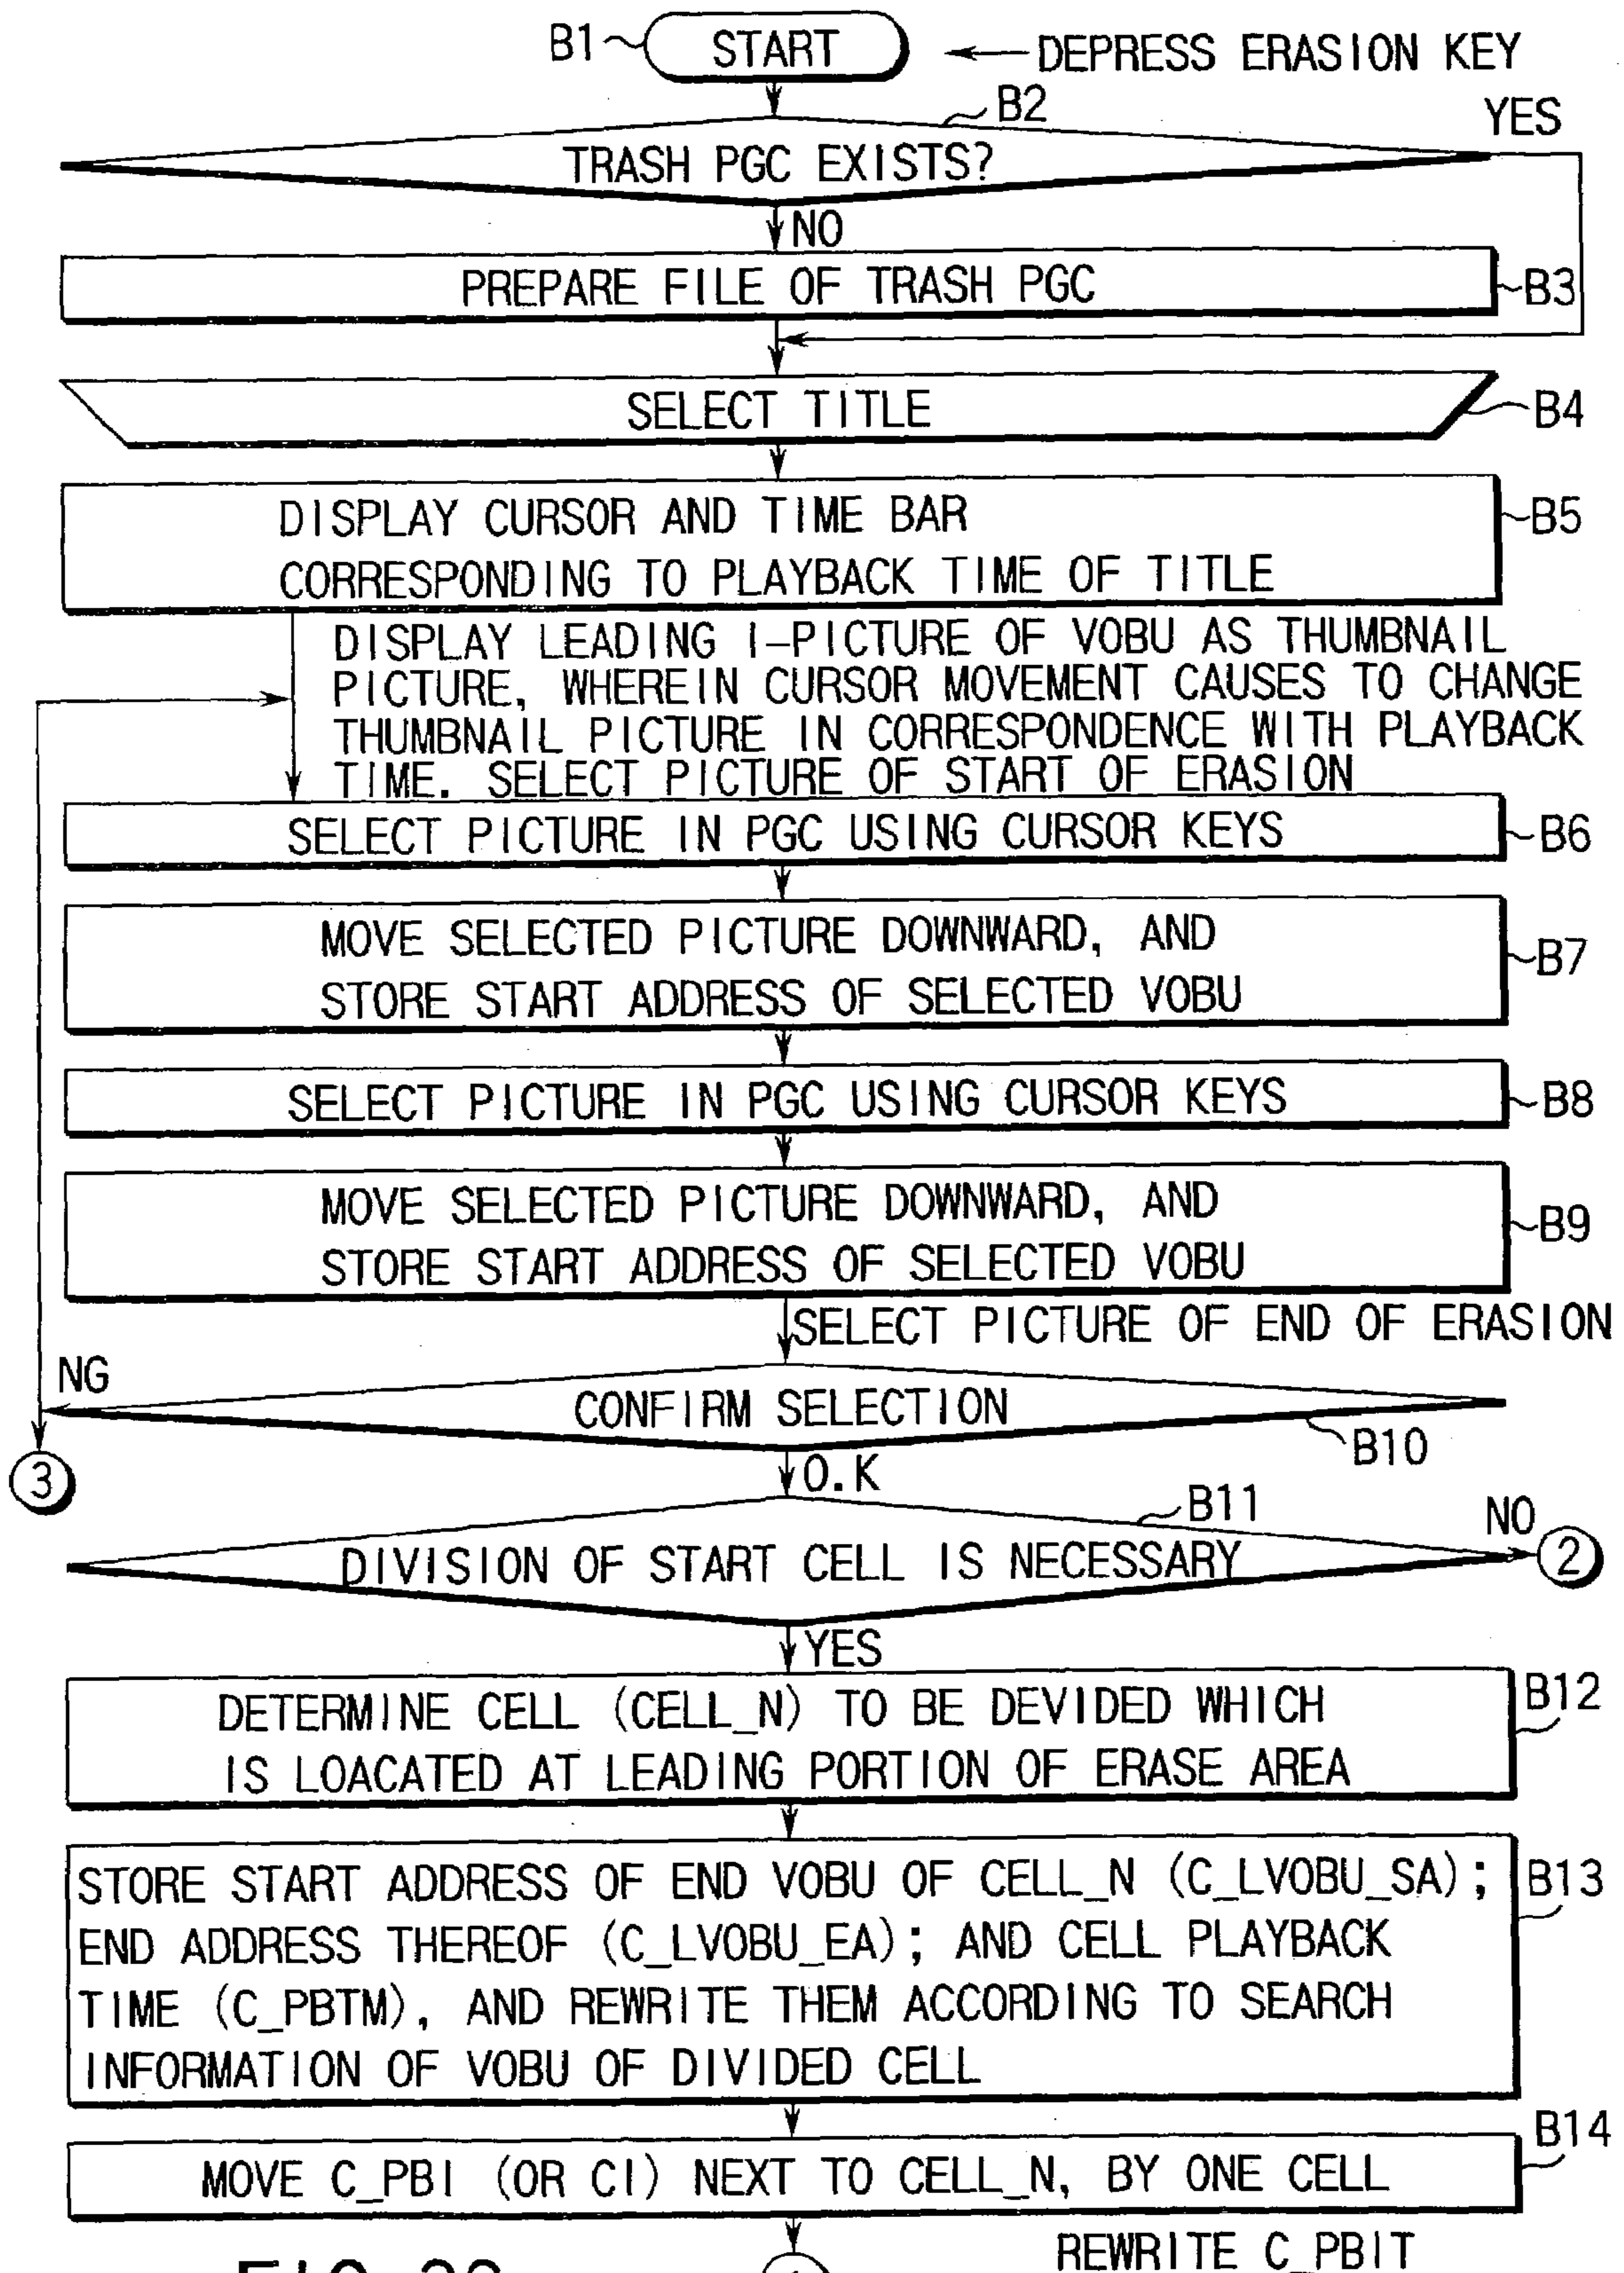 B1
START
DEPRESS ERASION KEY
B2
YES
TRASH PGC EXISTS?
NO
PREPARE FILE OF TRASH PGC
B3
SELECT TITLE
B4
DISPLAY CURSOR AND TIME BAR
CORRESPONDING TO PLAYBACK TIME OF TITLE
B5
DISPLAY LEADING I-PICTURE OF VOBU AS THUMBNAIL
PICTURE, WHEREIN CURSOR MOVEMENT CAUSES TO CHANGE
THUMBNAIL PICTURE IN CORRESPONDENCE WITH PLAYBACK
TIME. SELECT PICTURE OF START OF ERASION
SELECT PICTURE IN PGC USING CURSOR KEYS
B6
MOVE SELECTED PICTURE DOWNWARD, AND
STORE START ADDRESS OF SELECTED VOBU
B7
SELECT PICTURE IN PGC USING CURSOR KEYS
B8
MOVE SELECTED PICTURE DOWNWARD, AND
STORE START ADDRESS OF SELECTED VOBU
B9
SELECT PICTURE OF END OF ERASION
NG
CONFIRM SELECTION
B10
3
O.K
B11
NO
DIVISION OF START CELL IS NECESSARY
2
YES
DETERMINE CELL (CELL_N) TO BE DEVIDED WHICH
IS LOACATED AT LEADING PORTION OF ERASE AREA
B12
STORE START ADDRESS OF END VOBU OF CELL_N (C_LVOBU_SA);
END ADDRESS THEREOF (C_LVOBU_EA); AND CELL PLAYBACK
TIME (C_PBTM), AND REWRITE THEM ACCORDING TO SEARCH
INFORMATION OF VOBU OF DIVIDED CELL
B13
MOVE C_PBI (OR CI) NEXT TO CELL_N, BY ONE CELL
B14
REWRITE C_PBIT